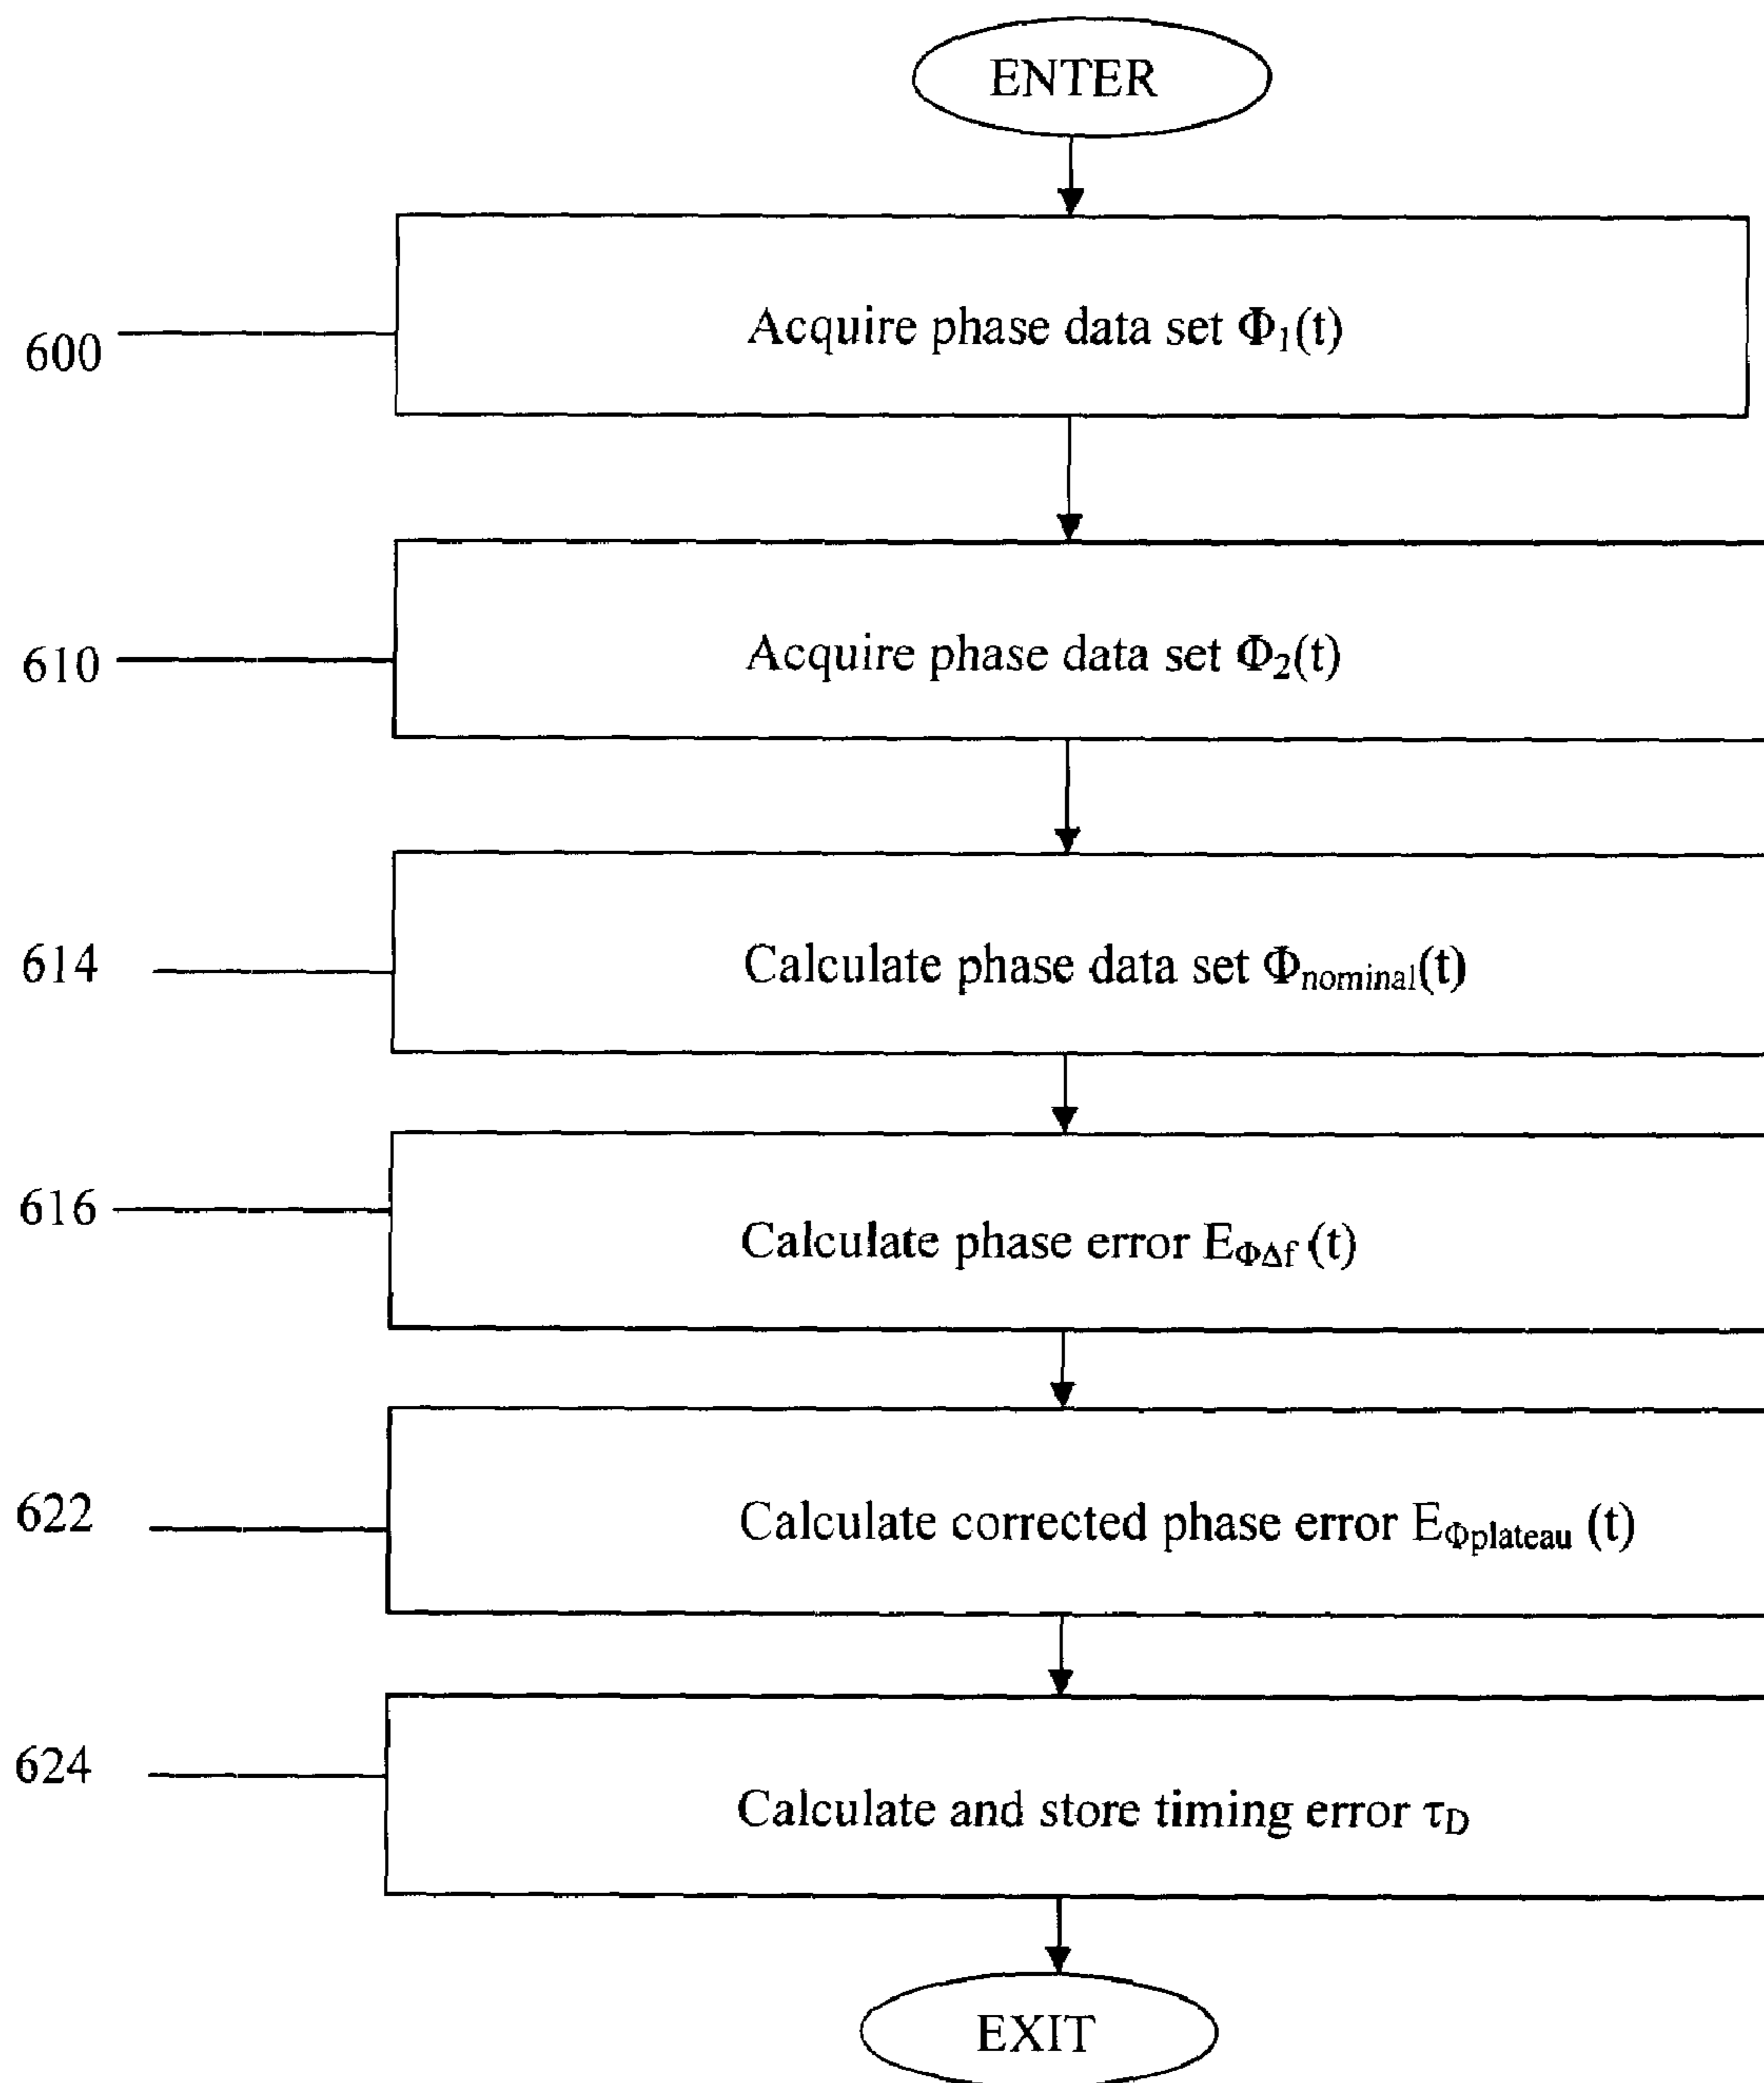 ENTER
600
Acquire phase data set Φ₁(t)
610
Acquire phase data set Φ₂(t)
614
Calculate phase data set Φnominal(t)
616
Calculate phase error EΦΔf (t)
622
Calculate corrected phase error EΦplateau (t)
624
Calculate and store timing error τD
EXIT